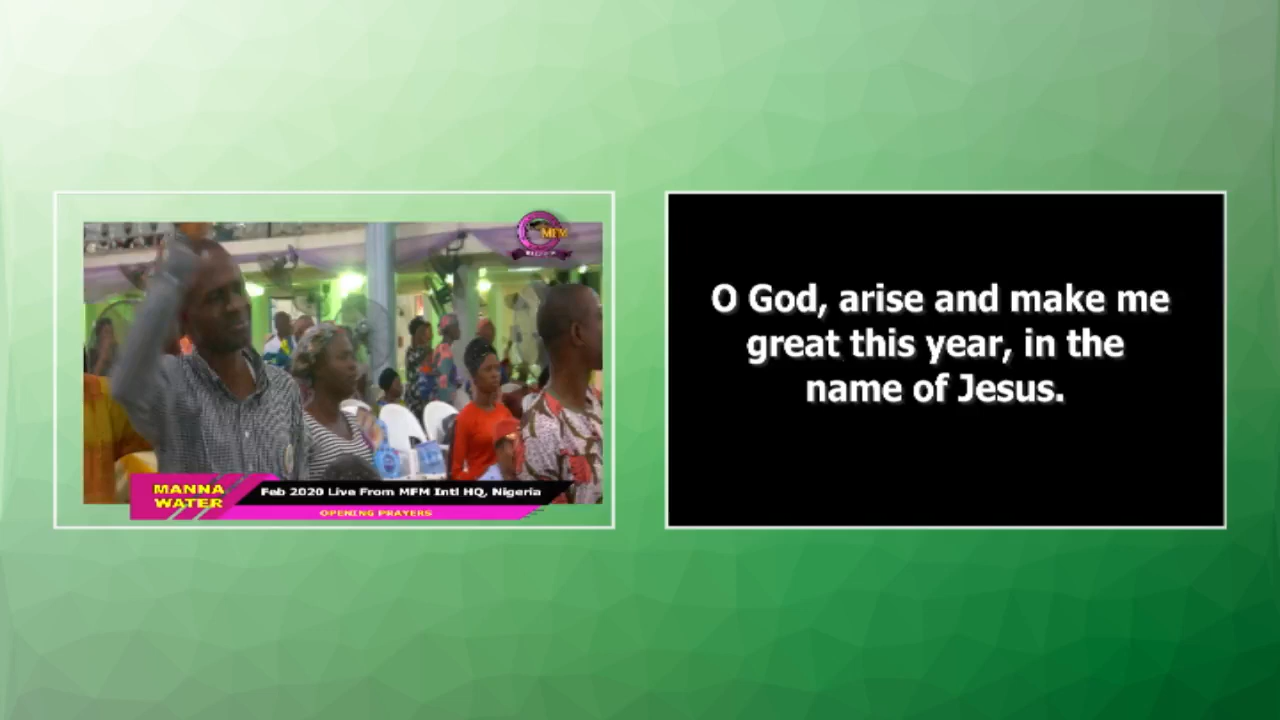 MFM
MANNA
WATER
Feb 2020 Live From MFM Intl HQ, Nigeria
OPENING PRAYERS
O God, arise and make me
great this year, in the
name of Jesus.